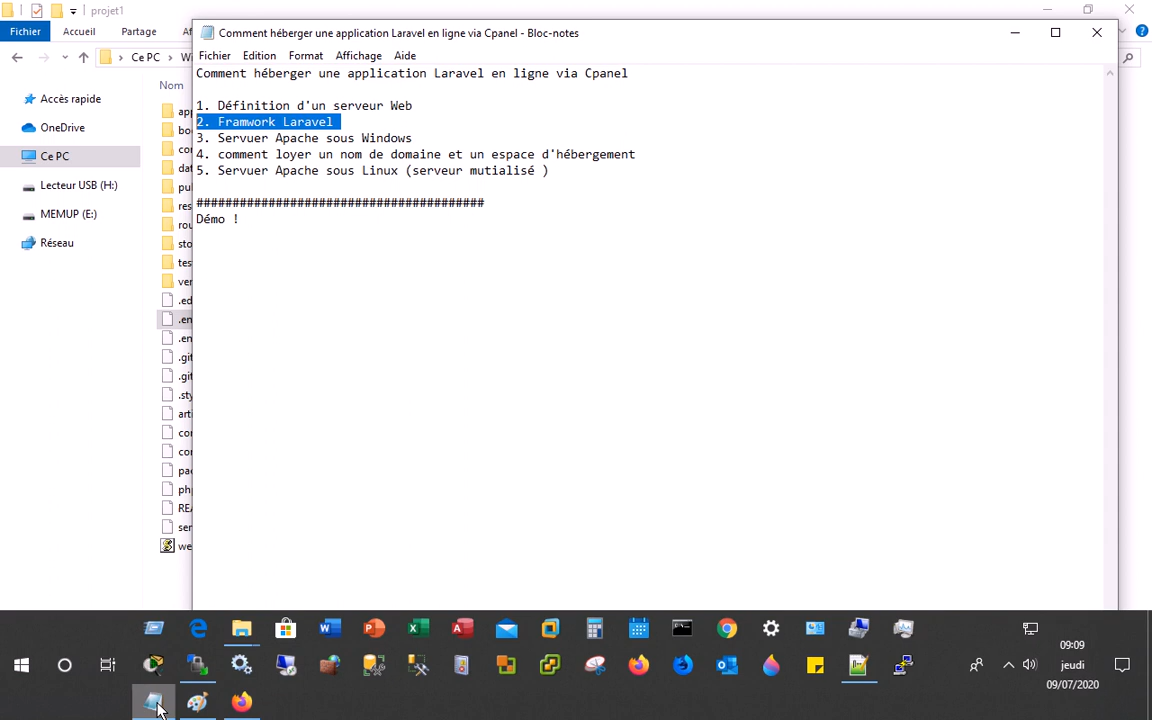 projet1
Comment héberger une application Laravel en ligne via Cpanel - Bloc-notes
Fichier
Accueil
Partage
Fichier
Edition
Format
Affichage
Aide
Ce PC
Comment héberger une application Laravel en ligne via Cpanel
Nom
Accès rapide
OneDrive
Ce PC
Lecteur USB (H:)
MEMUP (E:)
Réseau
1. Définition d'un serveur Web
2. Framwork Laravel
3. Servuer Apache sous Windows
4. comment loyer un nom de domaine et un espace d'hébergement
5. Servuer Apache sous Linux (serveur mutialisé )
########################################
Démo !
09:09
jeudi
09/07/2020